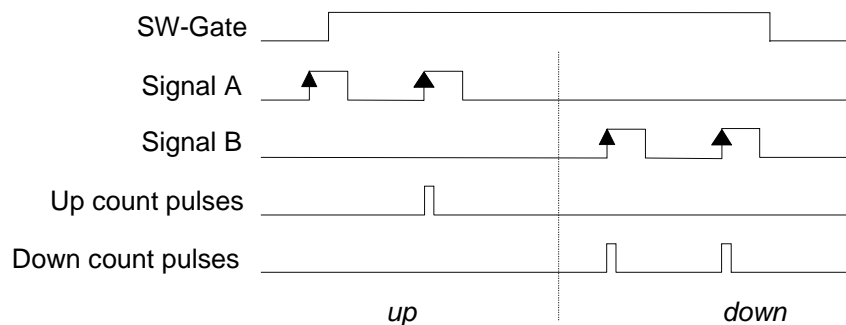 SW-Gate
Signal A
Signal B
Up count pulses
Down count pulses
up down